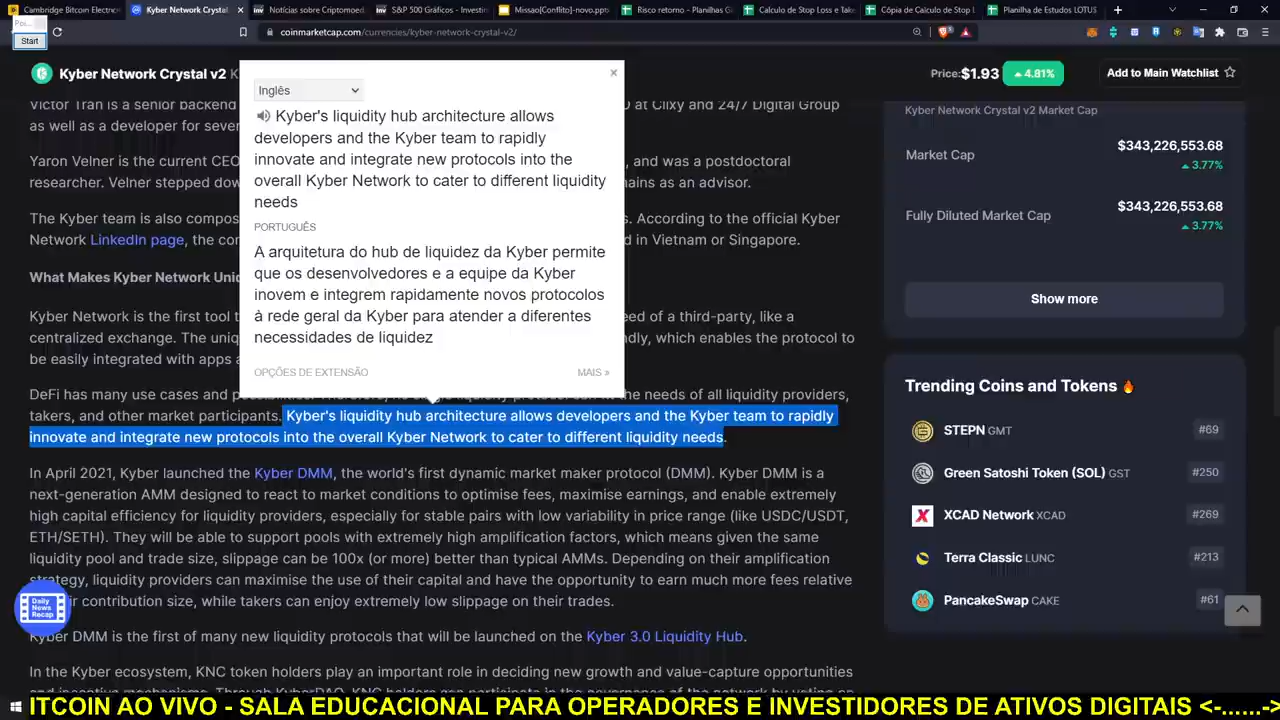 Cambridge Bitcoin Electric
Kyber Network Crystal
Notícias sobre Criptomoed
S&P 500 Gráficos - Investin
Missao[Conflito]-novo.ppt
Risco retorno - Planilhas G
Calculo de Stop Loss e Take
Cópia de Calculo de Stop L
Planilha de Estudos LOTUS
Pos...
Start
coinmarketcap.com/currencies/kyber-network-crystal-v2/
Kyber Network Crystal v2
Price: $1.93
4.81%
Add to Main Watchlist
Victor Tran is a senior backend
O at Clixy and 24/7 Digital Group
as well as a developer for sever
Yaron Velner is the current CEO
, and was a postdoctoral
researcher. Velner stepped dow
mains as an advisor.
The Kyber team is also compos
s. According to the official Kyber
Network LinkedIn page, the com
d in Vietnam or Singapore.
What Makes Kyber Network Uniq
Kyber Network is the first tool t
eed of a third-party, like a
centralized exchange. The uniqu
ndly, which enables the protocol to
be easily integrated with apps a
DeFi has many use cases and
the needs of all liquidity providers,
takers, and other market participants. Kyber's liquidity hub architecture allows developers and the Kyber team to rapidly
innovate and integrate new protocols into the overall Kyber Network to cater to different liquidity needs.
In April 2021, Kyber launched the Kyber DMM, the world's first dynamic market maker protocol (DMM). Kyber DMM is a
next-generation AMM designed to react to market conditions to optimise fees, maximise earnings, and enable extremely
high capital efficiency for liquidity providers, especially for stable pairs with low variability in price range (like USDC/USDT,
ETH/SETH). They will be able to support pools with extremely high amplification factors, which means given the same
liquidity pool and trade size, slippage can be 100x (or more) better than typical AMMs. Depending on their amplification
strategy, liquidity providers can maximise the use of their capital and have the opportunity to earn much more fees relative
contribution size, while takers can enjoy extremely low slippage on their trades.
Kyber DMM is the first of many new liquidity protocols that will be launched on the Kyber 3.0 Liquidity Hub.
In the Kyber ecosystem, KNC token holders play an important role in deciding new growth and value-capture opportunities
Inglês
Kyber's liquidity hub architecture allows
developers and the Kyber team to rapidly
innovate and integrate new protocols into the
overall Kyber Network to cater to different liquidity
needs
PORTUGUÊS
A arquitetura do hub de liquidez da Kyber permite
que os desenvolvedores e a equipe da Kyber
inovem e integrem rapidamente novos protocolos
à rede geral da Kyber para atender a diferentes
necessidades de liquidez
OPÇÕES DE EXTENSÃO
MAIS »
Kyber Network Crystal v2 Market Cap
Market Cap
$343,226,553.68
3.77%
Fully Diluted Market Cap
$343,226,553.68
3.77%
Show more
Trending Coins and Tokens
STEPN GMT #69
Green Satoshi Token (SOL) GST #250
XCAD Network XCAD #269
Terra Classic LUNC #213
PancakeSwap CAKE #61
Daily
News
Recap
ITCOIN AO VIVO - SALA EDUCACIONAL PARA OPERADORES E INVESTIDORES DE ATIVOS DIGITAIS <-......->